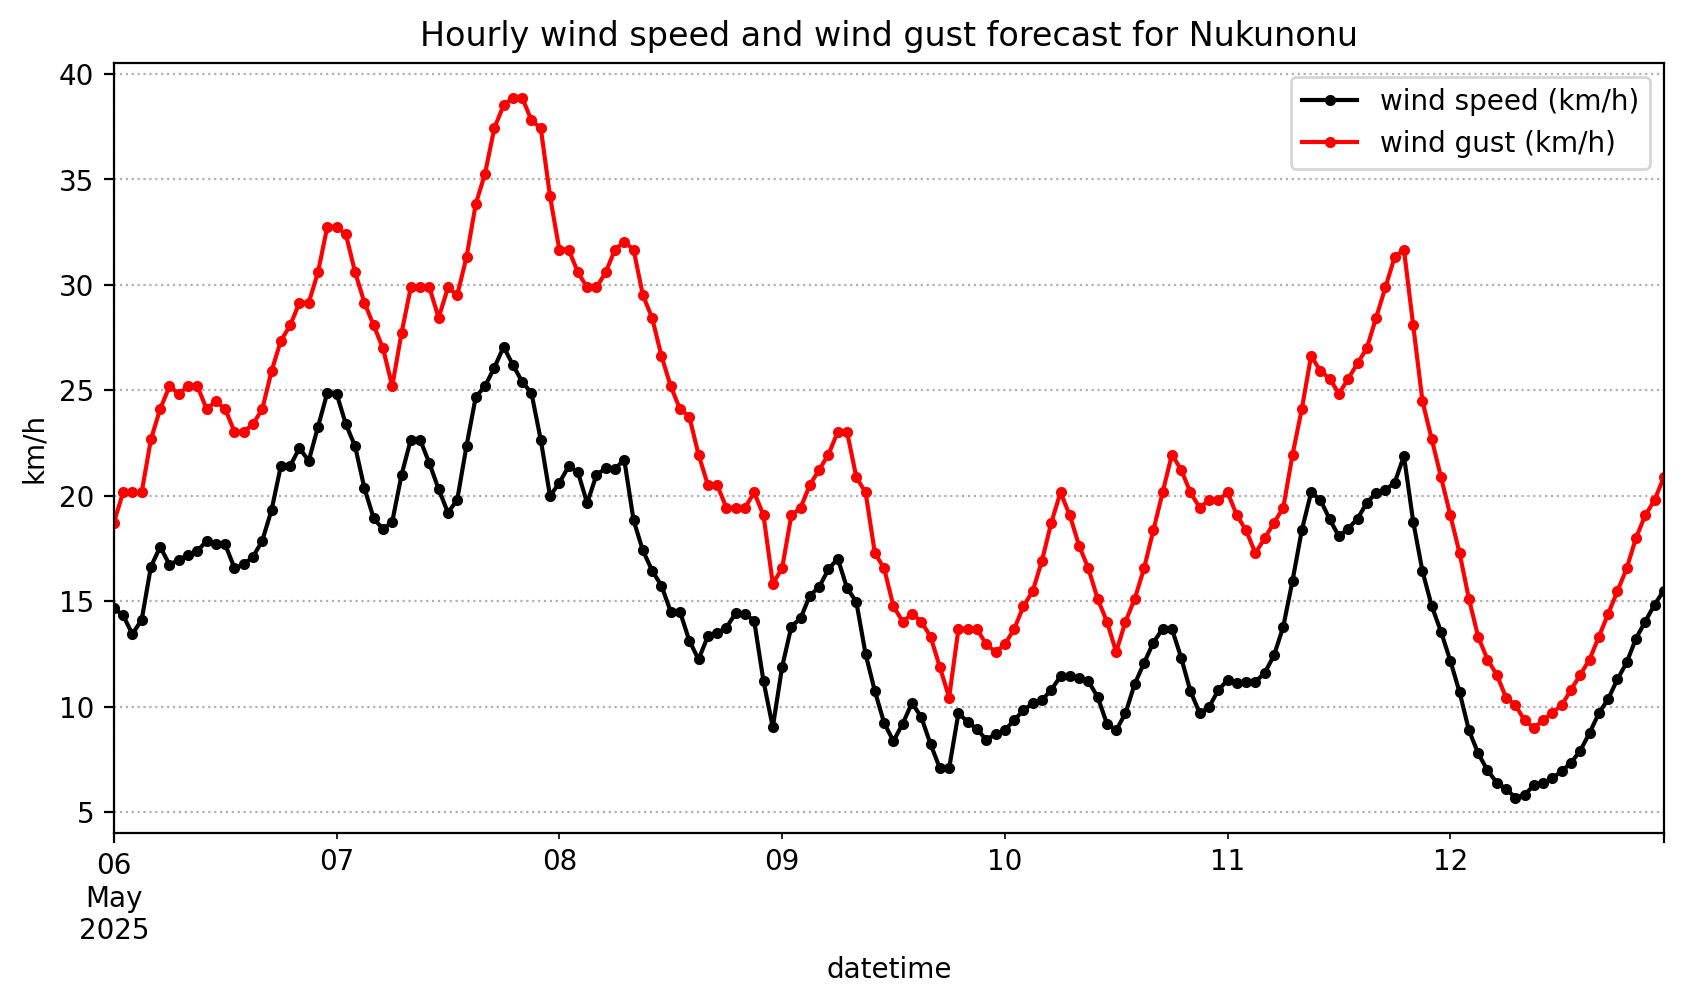 Hourly wind speed and wind gust forecast for Nukunonu
wind speed (km/h)
wind gust (km/h)
km/h
40
35
30
25
20
15
10
5
06
May
2025
07
08
09
10
11
12
datetime